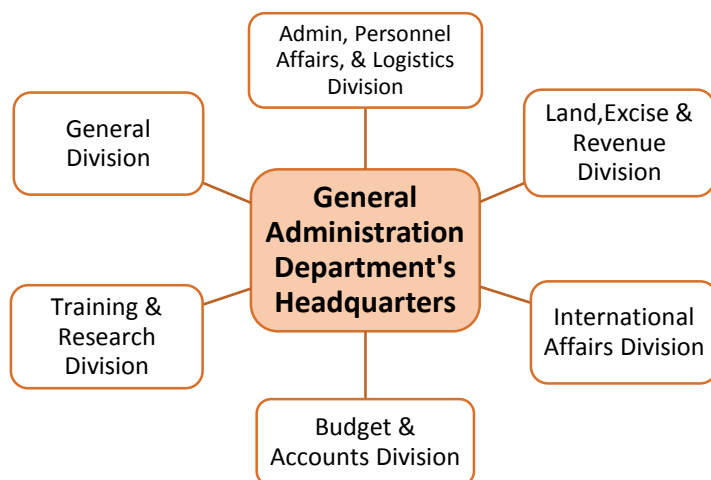 Admin, Personnel
Affairs, & Logistics
Division
General
Division
Land,Excise &
Revenue
Division
General
Administration
Department's
Headquarters
Training &
Research
Division
International
Affairs Division
Budget &
Accounts Division